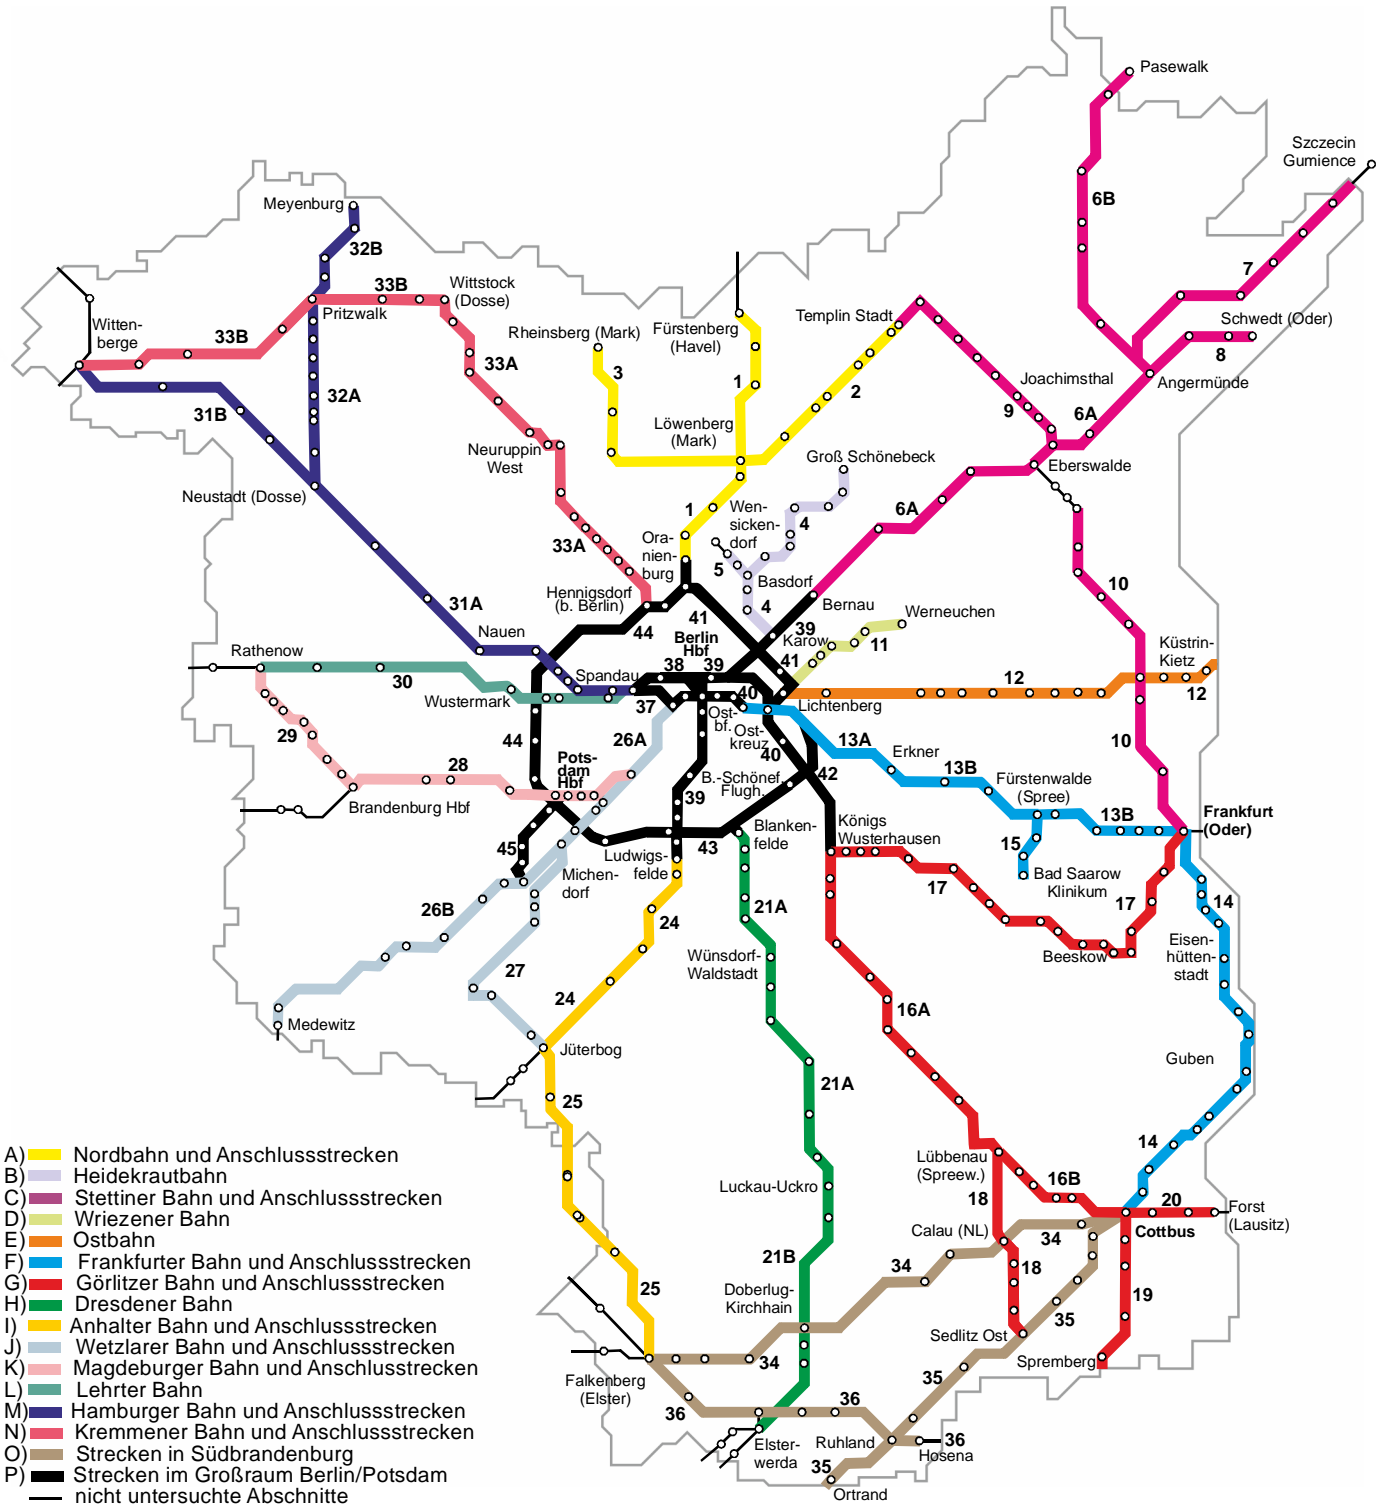 Pasewalk
Szczecin
Gumience
6B
Meyenburg
32B
7
33B
Wittstock
(Dosse)
Pritzwalk
Witten-
berge
33B
Rheinsberg (Mark)
Fürstenberg
(Havel)
Templin Stadt
Schwedt (Oder)
8
33A
3
1
2
Joachimsthal
Angermünde
31B
32A
9
6A
Löwenberg
(Mark)
Neuruppin
West
Groß Schönebeck
Eberswalde
Neustadt (Dosse)
1
Wen-
sicken-
dorf
4
6A
33A
Ora-
nien-
burg
5
Basdorf
10
Hennigsdorf
(b. Berlin)
31A
4
Bernau
Werneuchen
44
41
39
Karow
11
Nauen
Berlin
Hbf
41
Küstrin-
Kietz
Rathenow
30
Spandau
38
39
12
12
Wustermark
37
40
Lichtenberg
Ost-
bf.
Ost-
kreuz
29
44
26A
40
13A
Erkner
10
28
Pots-
dam
Hbf
B.-Schönef.
Flugh.
42
13B
Fürstenwalde
(Spree)
Brandenburg Hbf
39
13B
Frankfurt
(Oder)
Königs
Wusterhausen
Blanken-
felde
43
45
Ludwigs-
felde
15
Bad Saarow
Klinikum
Michen-
dorf
17
17
14
26B
24
21A
Eisen-
hütten-
stadt
Beeskow
Wünsdorf-
Waldstadt
27
24
16A
Medewitz
Jüterbog
Guben
21A
25
14
Lübbenau
(Spreew.)
16B
Luckau-Uckro
18
20
Forst
(Lausitz)
Calau (NL)
34
Cottbus
21B
34
18
25
19
Doberlug-
Kirchhain
35
Sedlitz Ost
34
Spremberg
Falkenberg
(Elster)
35
36
36
Elster-
werda
Ruhland
36
Hosena
35
Ortrand
A) Nordbahn und Anschlussstrecken
B) Heidekrautbahn
C) Stettiner Bahn und Anschlussstrecken
D) Wriezener Bahn
E) Ostbahn
F) Frankfurter Bahn und Anschlussstrecken
G) Görlitzer Bahn und Anschlussstrecken
H) Dresdener Bahn
I) Anhalter Bahn und Anschlussstrecken
J) Wetzlarer Bahn und Anschlussstrecken
K) Magdeburger Bahn und Anschlusstrecken
L) Lehrter Bahn
M) Hamburger Bahn und Anschlussstrecken
N) Kremmener Bahn und Anschlussstrecken
O) Strecken in Südbrandenburg
P) Strecken im Großraum Berlin/Potsdam
nicht untersuchte Abschnitte